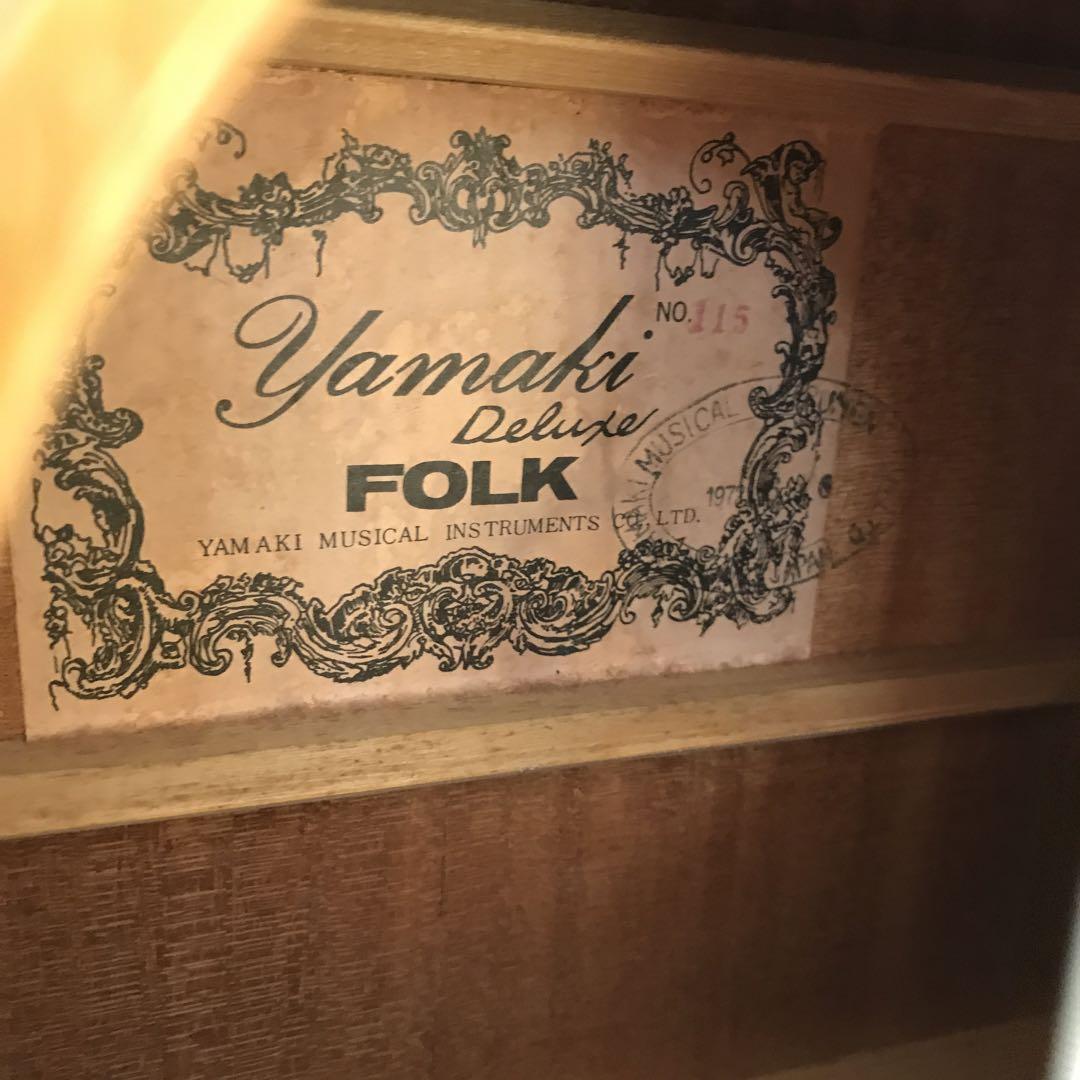 NO. 115
Yamaki
Deluxe
FOLK
YAMAKI MUSICAL INSTRUMENTS CO., LTD.
MUSICAL
JAPAN